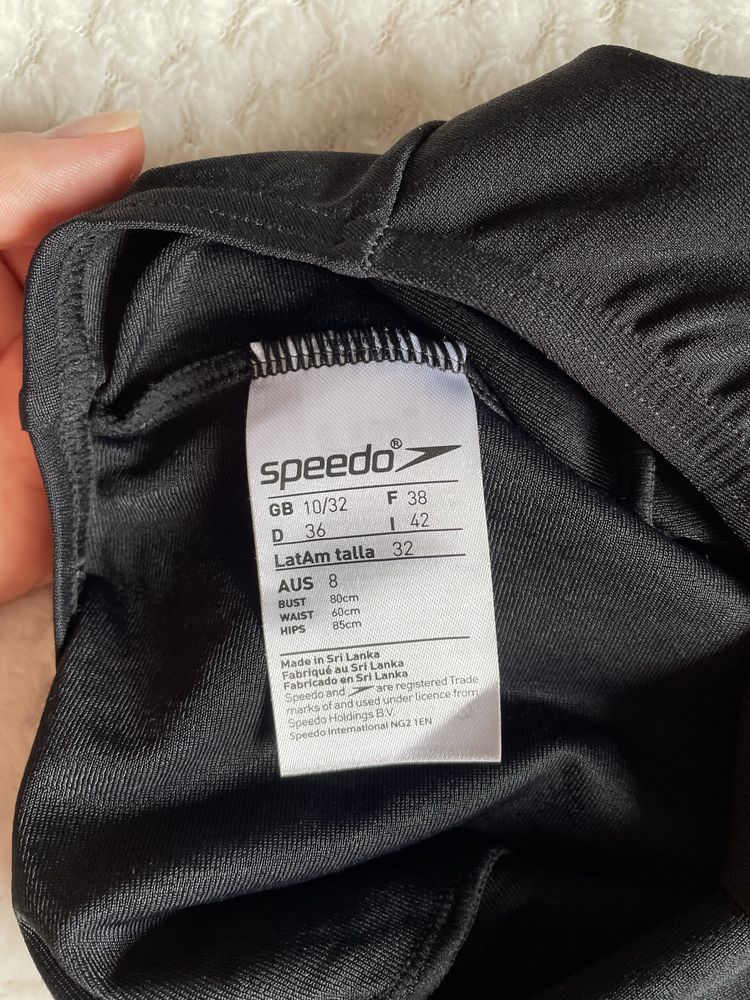 speedo®
GB 10/32 F 38
D 36 I 42
LatAm talla 32
AUS 8
BUST 80cm
WAIST 60cm
HIPS 85cm
Made in Sri Lanka
Fabriqué au Sri Lanka
Fabricado en Sri Lanka
Speedo and are registered Trade
marks of and used under licence from
Speedo Holdings B.V.
Speedo International NG2 1EN